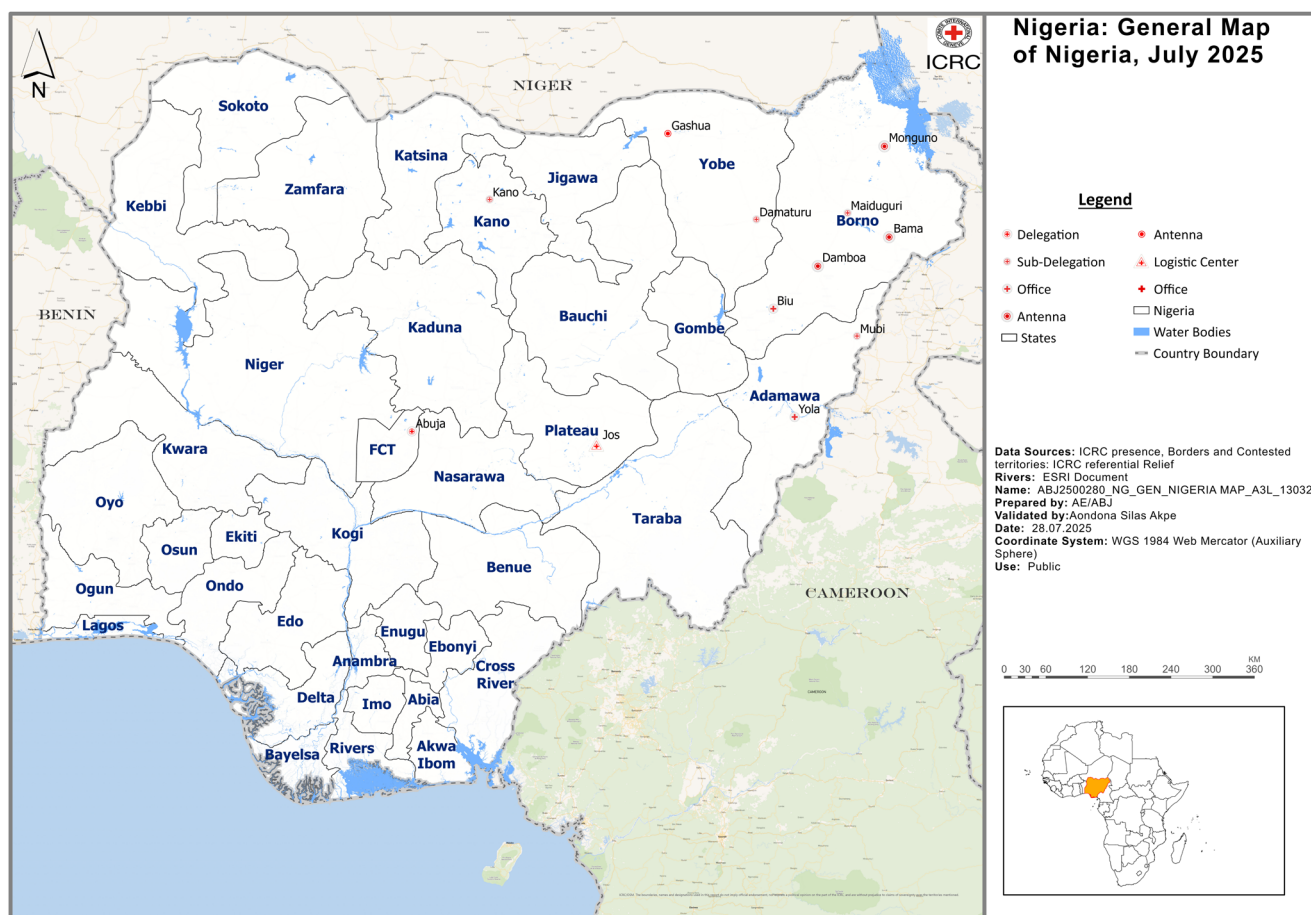 Nigeria: General Map
of Nigeria, July 2025
ICRC
N
NIGER
BENIN
CAMEROON
CAMEROON
Sokoto
Kebbi
Zamfara
Katsina
Kano
Kano
Jigawa
Gashua
Yobe
Monguno
Damaturu
Maiduguri
Borno
Bama
Damboa
Biu
Mubi
Niger
Kaduna
Bauchi
Gombe
Adamawa
Yola
Abuja
FCT
Plateau
Jos
Kwara
Nasarawa
Oyo
Taraba
Kogi
Ekiti
Osun
Benue
Ogun
Ondo
Lagos
Edo
Enugu
Ebonyi
Anambra
Cross
River
Delta
Imo
Abia
Bayelsa
Rivers
Akwa
Ibom
Legend
Delegation
Antenna
Sub-Delegation
Logistic Center
Office
Office
Antenna
Nigeria
States
Water Bodies
Country Boundary
Data Sources: ICRC presence, Borders and Contested
territories: ICRC referential Relief
Rivers: ESRI Document
Name: ABJ2500280_NG_GEN_NIGERIA MAP_A3L_13032
Prepared by: AE/ABJ
Validated by:Aondona Silas Akpe
Date: 28.07.2025
Coordinate System: WGS 1984 Web Mercator (Auxiliary
Sphere)
Use: Public
KM
0 30 60 120 180 240 300 360